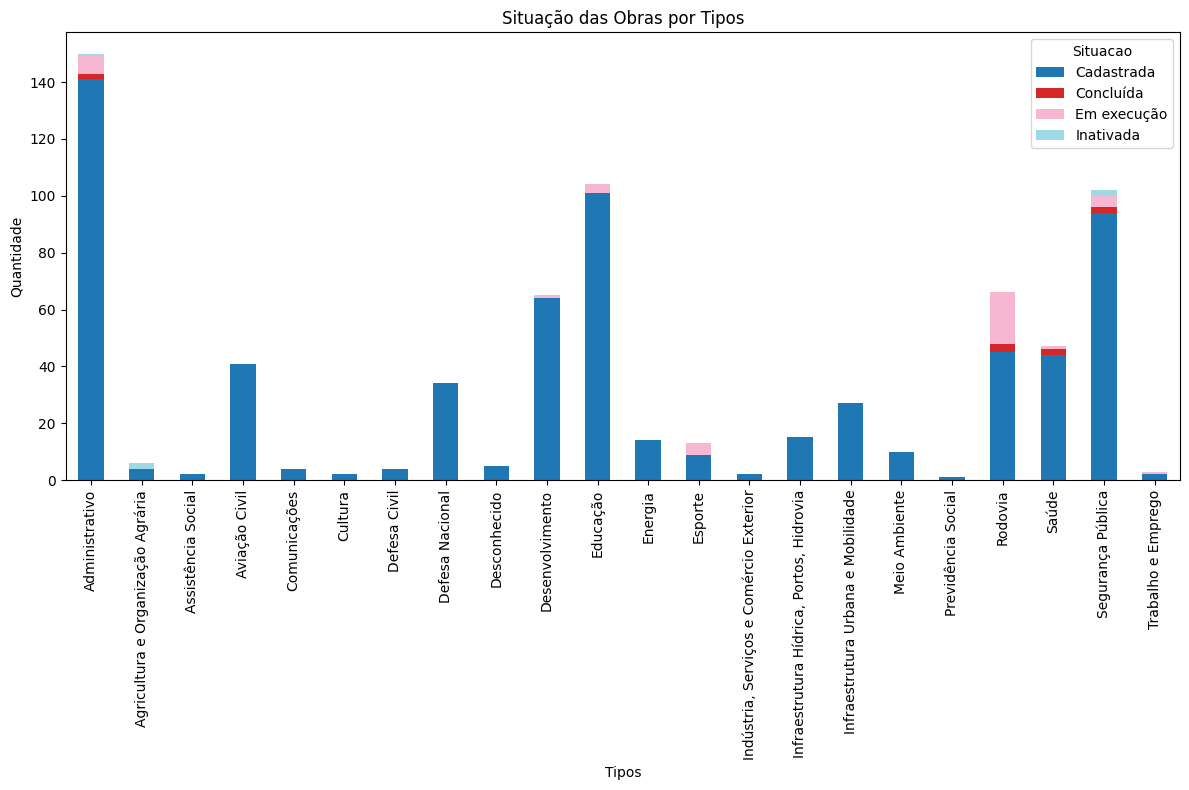 Situação das Obras por Tipos
Situacao
Cadastrada
Concluída
Em execução
Inativada
Quantidade
140
120
100
80
60
40
20
0
Administrativo
Agricultura e Organização Agrária
Assistência Social
Aviação Civil
Comunicações
Cultura
Defesa Civil
Defesa Nacional
Desconhecido
Desenvolvimento
Educação
Energia
Esporte
Indústria, Serviços e Comércio Exterior
Infraestrutura Hídrica, Portos, Hidrovia
Infraestrutura Urbana e Mobilidade
Meio Ambiente
Previdência Social
Rodovia
Saúde
Segurança Pública
Trabalho e Emprego
Tipos